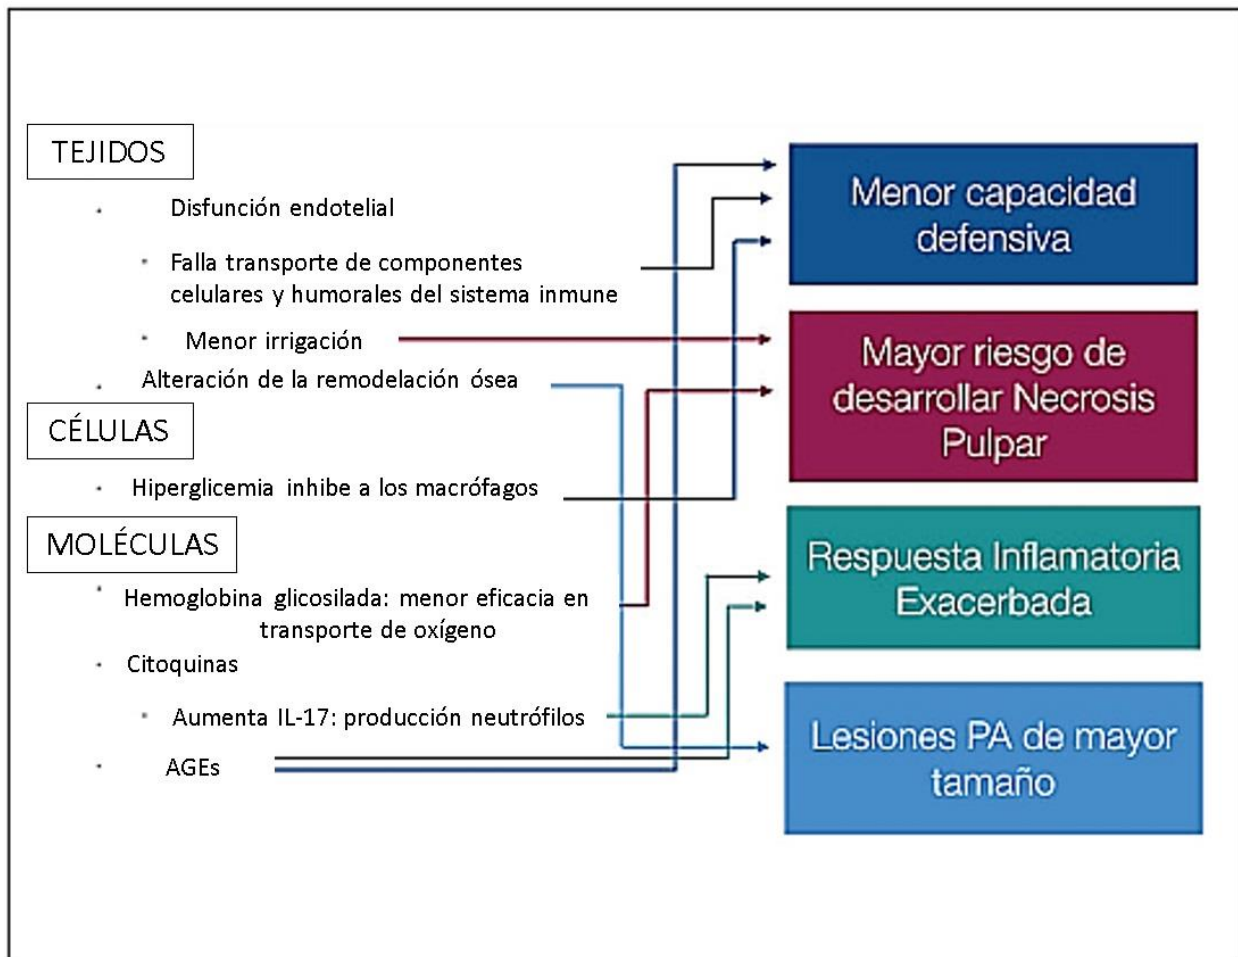 TEJIDOS
Disfunción endotelial
Falla transporte de componentes
celulares y humorales del sistema inmune
Menor irrigación
Alteración de la remodelación ósea
CÉLULAS
Hiperglicemia inhibe a los macrófagos
MOLÉCULAS
Hemoglobina glicosilada: menor eficacia en
transporte de oxígeno
Citoquinas
Aumenta IL-17: producción neutrófilos
AGEs
Menor capacidad
defensiva
Mayor riesgo de
desarrollar Necrosis
Pulpar
Respuesta Inflamatoria
Exacerbada
Lesiones PA de mayor
tamaño